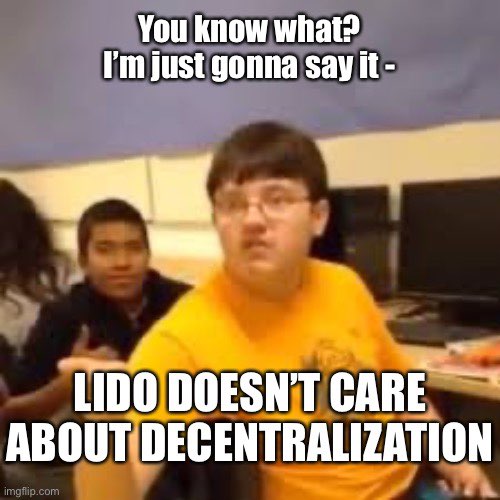 You know what?
I’m just gonna say it -
LIDO DOESN’T CARE
ABOUT DECENTRALIZATION
imgflip.com